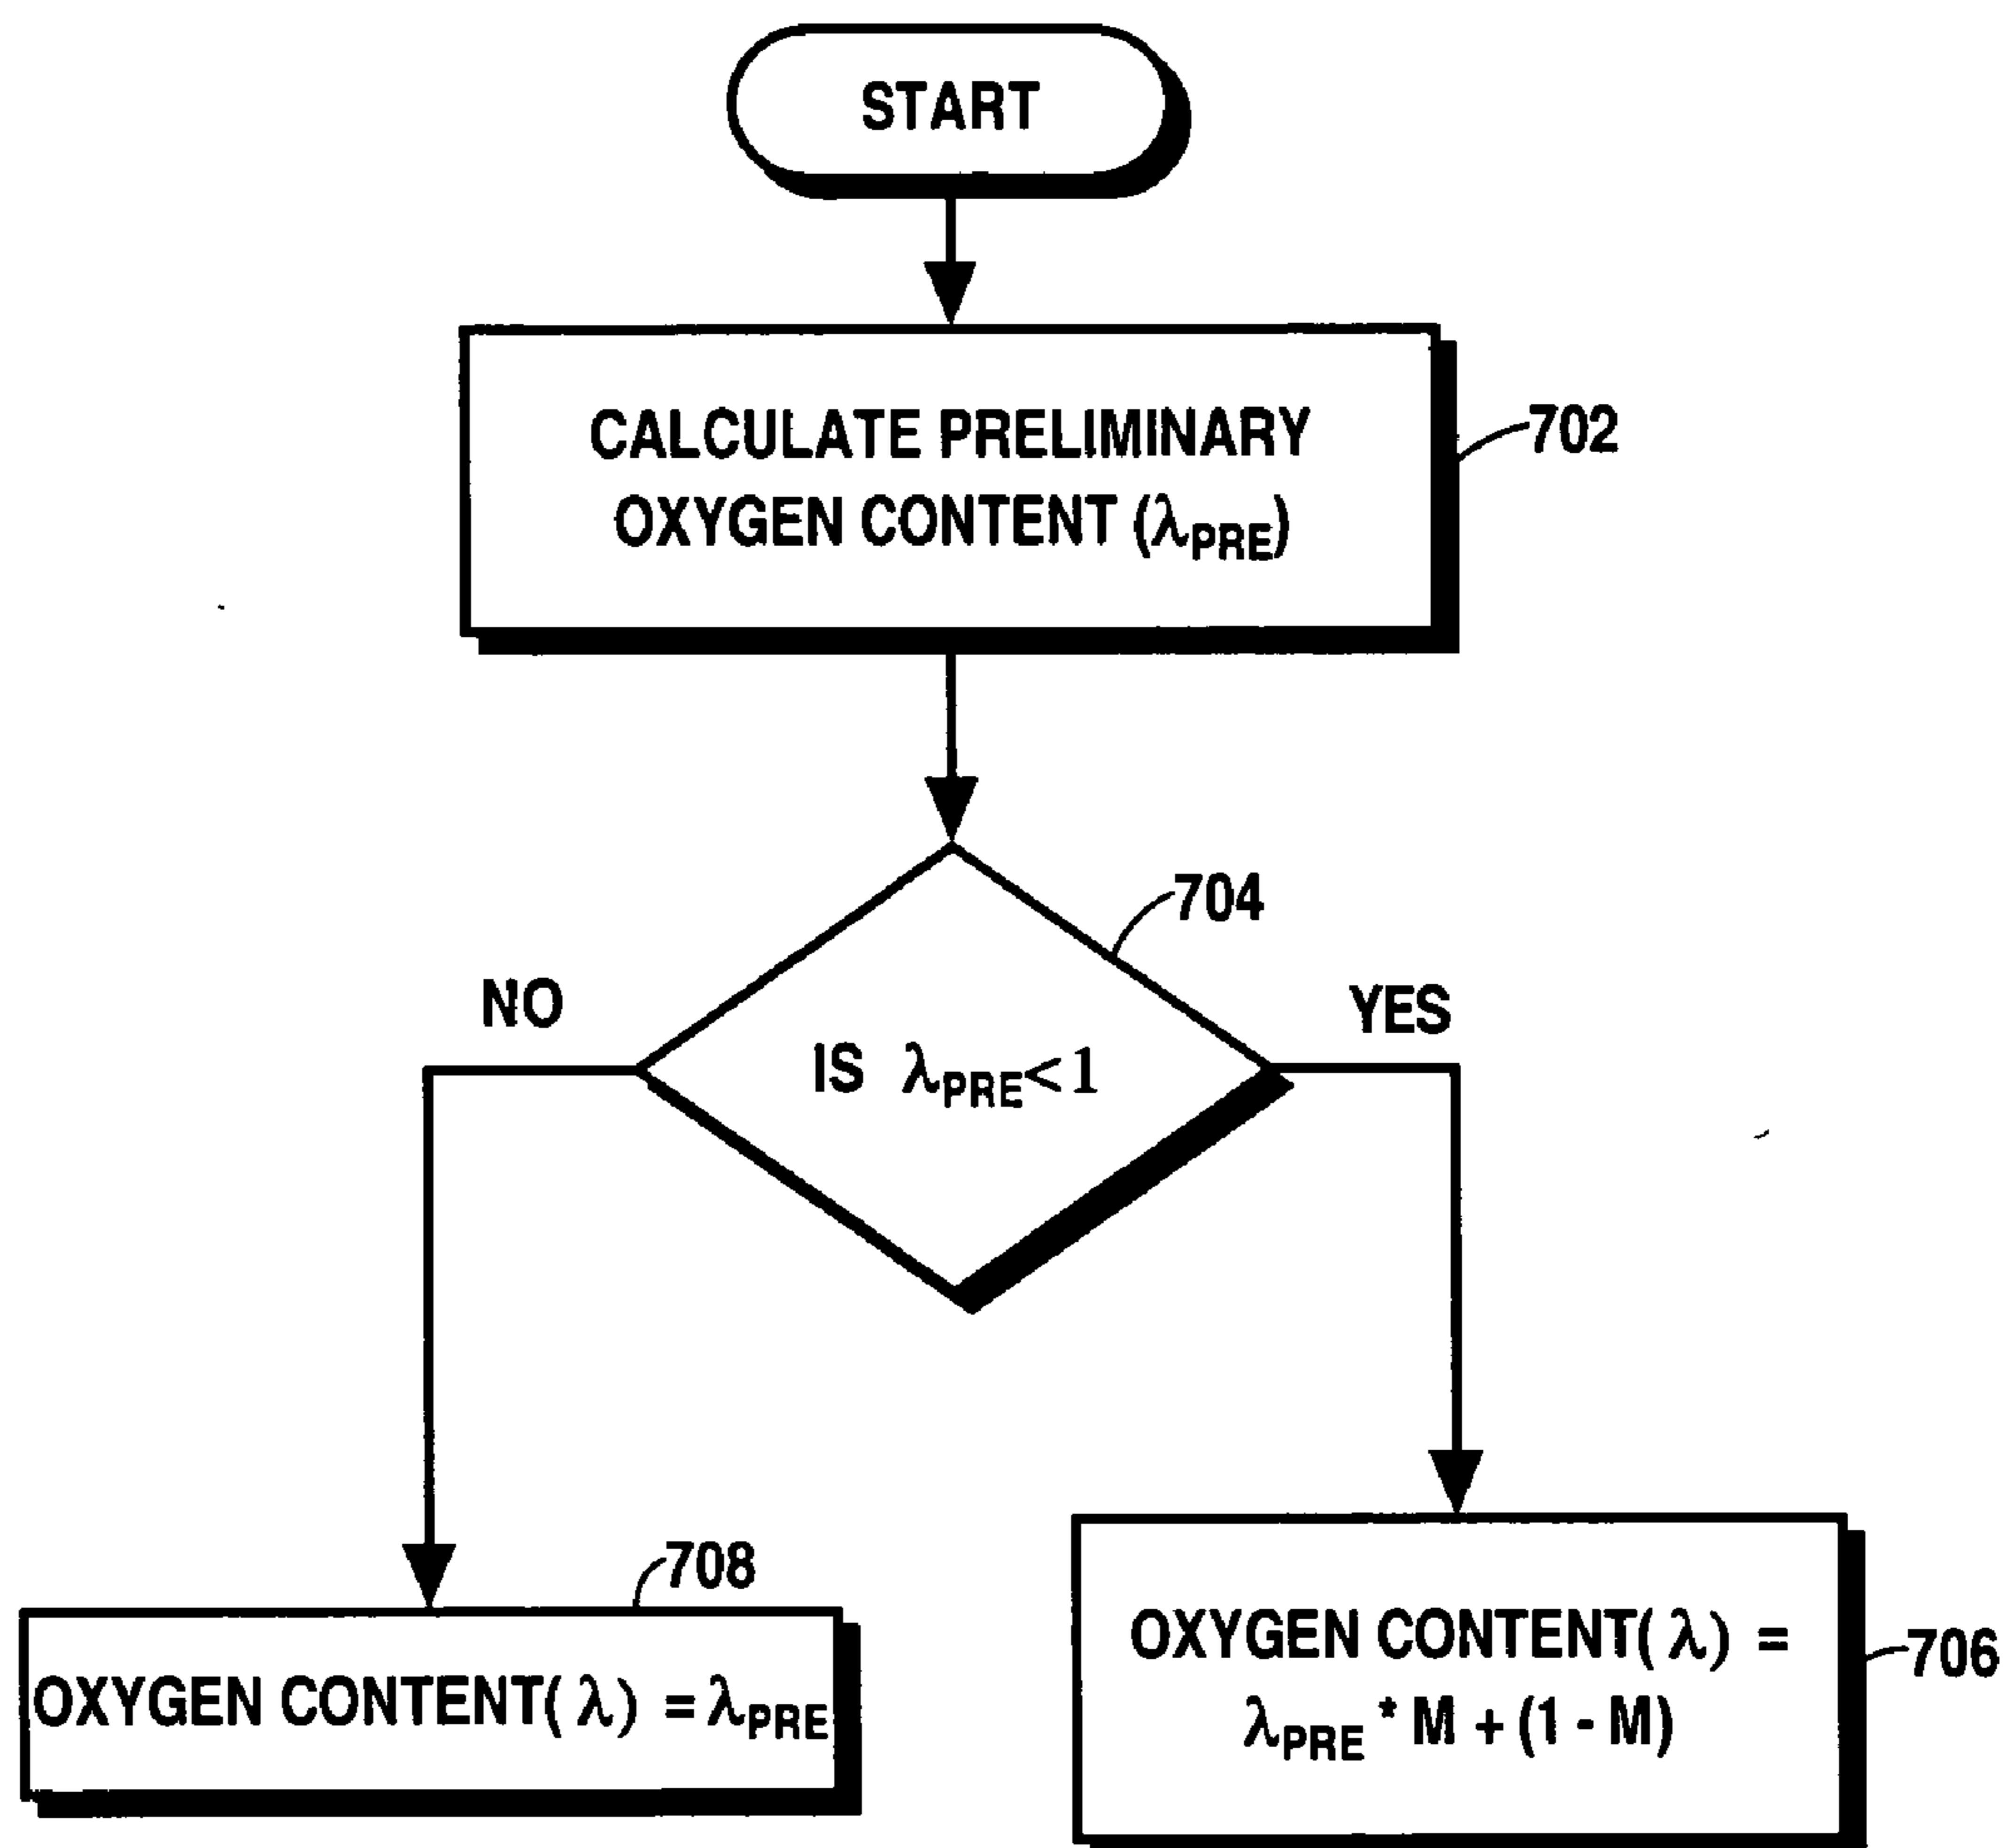 START
CALCULATE PRELIMINARY
OXYGEN CONTENT (λPRE)
702
704
NO
YES
IS λPRE<1
708
OXYGEN CONTENT(λ) = λPRE
OXYGEN CONTENT(λ) =
λPRE * M + (1 - M)
706